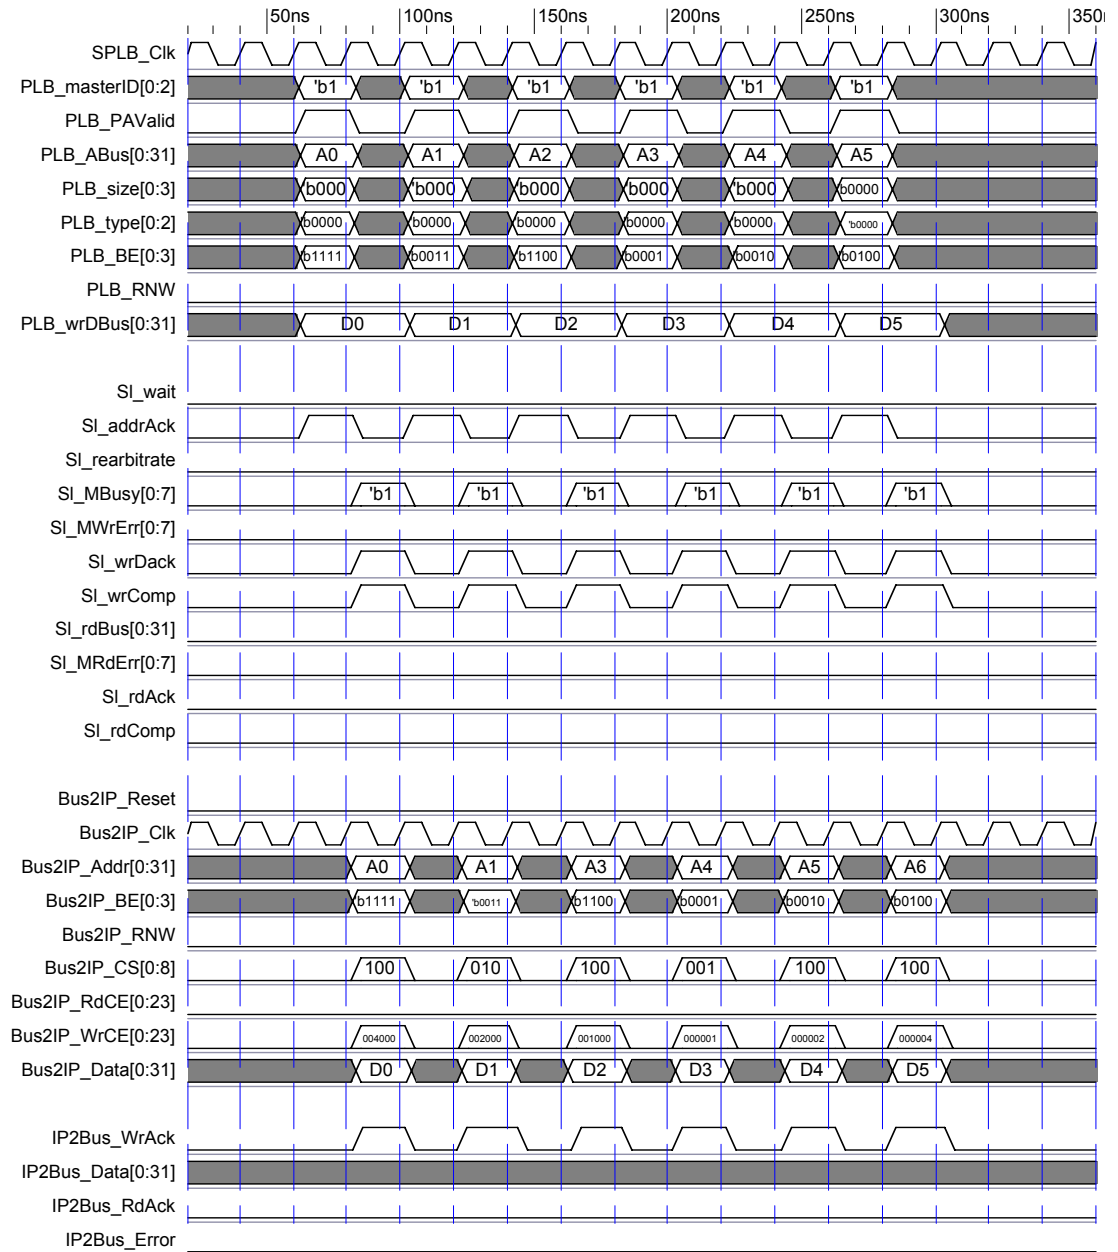 50ns 100ns 150ns 200ns 250ns 300ns 350n
SPLB_Clk
PLB_masterID[0:2] 'b1 'b1 'b1 'b1 'b1 'b1
PLB_PAValid
PLB_ABus[0:31] A0 A1 A2 A3 A4 A5
PLB_size[0:3] 'b000 'b000 'b000 'b000 'b000 b0000
PLB_type[0:2] b0000 b0000 b0000 b0000 b0000 'b0000
PLB_BE[0:3] b1111 b0011 b1100 b0001 b0010 b0100
PLB_RNW
PLB_wrDBus[0:31] D0 D1 D2 D3 D4 D5
Sl_wait
Sl_addrAck
Sl_rearbitrate
Sl_MBusy[0:7] 'b1 'b1 'b1 'b1 'b1 'b1
Sl_MWrErr[0:7]
Sl_wrDack
Sl_wrComp
Sl_rdBus[0:31]
Sl_MRdErr[0:7]
Sl_rdAck
Sl_rdComp
Bus2IP_Reset
Bus2IP_Clk
Bus2IP_Addr[0:31] A0 A1 A3 A4 A5 A6
Bus2IP_BE[0:3] b1111 'b0011 b1100 b0001 b0010 b0100
Bus2IP_RNW
Bus2IP_CS[0:8] 100 010 100 001 100 100
Bus2IP_RdCE[0:23]
Bus2IP_WrCE[0:23] 004000 002000 001000 000001 000002 000004
Bus2IP_Data[0:31] D0 D1 D2 D3 D4 D5
IP2Bus_WrAck
IP2Bus_Data[0:31]
IP2Bus_RdAck
IP2Bus_Error